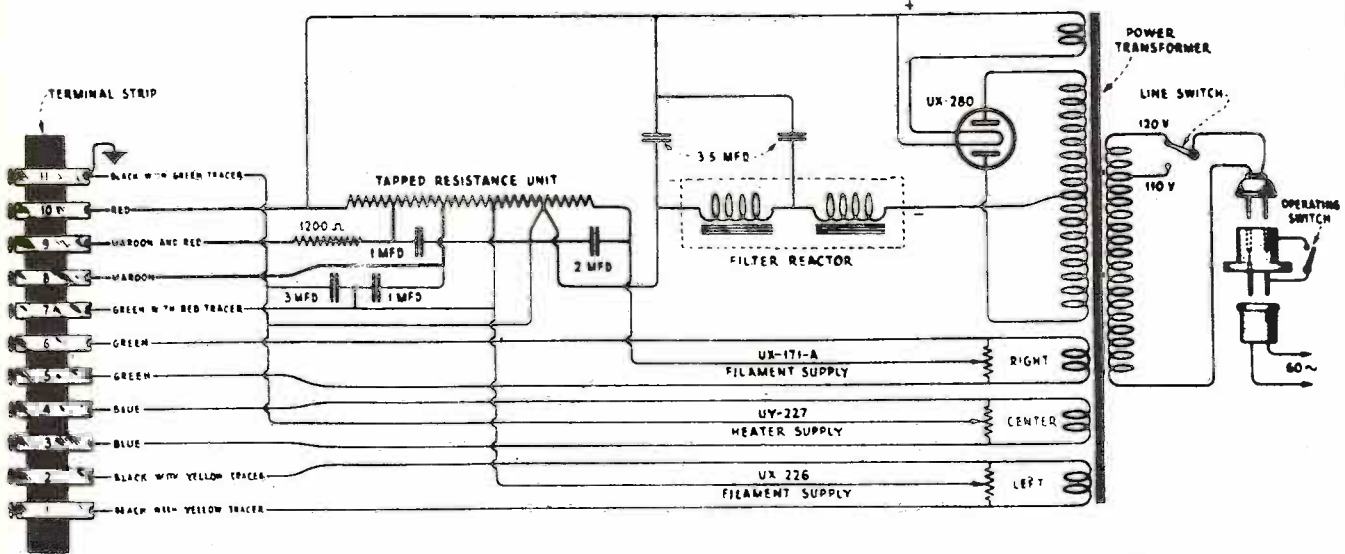 +
POWER
TRANSFORMER
TERMINAL STRIP
UX-280
LINE SWITCH
120 V
3.5 MFD
110 V
11 BLACK WITH GREEN TRACER
TAPPED RESISTANCE UNIT
10 RED
OPERATING
SWITCH
1200 Ω
-
9 MAROON AND RED
1 MFD
2 MFD
FILTER REACTOR
8 MAROON
3 MFD
1 MFD
7 GREEN WITH RED TRACER
6 GREEN
UX-171-A
FILAMENT SUPPLY
RIGHT
60~
5 GREEN
4 BLUE
UY-227
HEATER SUPPLY
CENTER
3 BLUE
2 BLACK WITH YELLOW TRACER
UX 226
FILAMENT SUPPLY
LEFT
1 BLACK WITH YELLOW TRACER